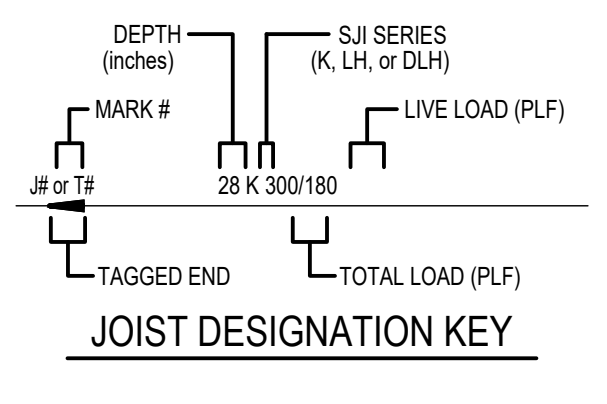 DEPTH
(inches)
SJI SERIES
(K, LH, or DLH)
MARK #
LIVE LOAD (PLF)
J# or T#
28 K 300/180
TAGGED END
TOTAL LOAD (PLF)
JOIST DESIGNATION KEY